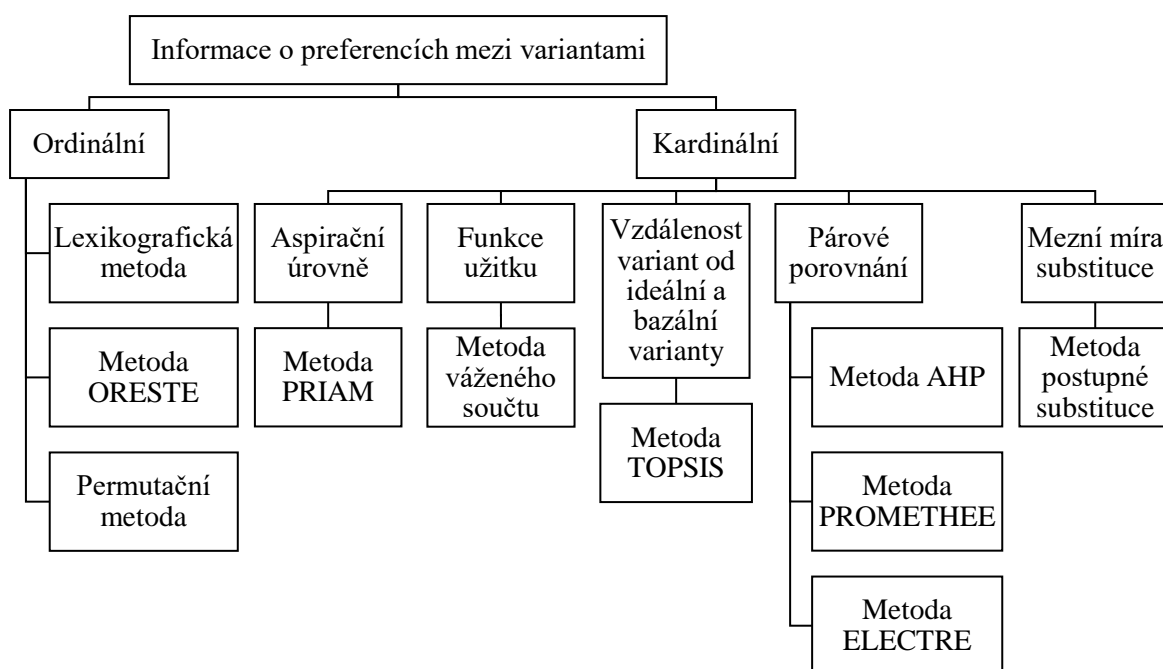 Informace o preferencích mezi variantami
Ordinální
Kardinální
Lexikografická
metoda
Metoda
ORESTE
Permutační
metoda
Aspirační
úrovně
Metoda
PRIAM
Funkce
užitku
Metoda
váženého
součtu
Vzdálenost
variant od
ideální a
bazální
varianty
Metoda
TOPSIS
Párové
porovnání
Metoda AHP
Metoda
PROMETHEE
Metoda
ELECTRE
Mezní míra
substituce
Metoda
postupné
substituce